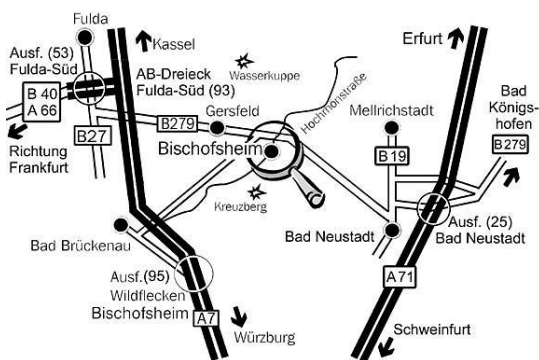 Fulda
Ausf. (53)
Fulda-Süd
Kassel
Erfurt
B 40
A 66
AB-Dreieck
Fulda-Süd (93)
Wasserkuppe
Hochrhönstraße
Gersfeld
Mellrichstadt
Bad
Königs-
hofen
B279
B27
B279
Bischofsheim
B19
Richtung
Frankfurt
Kreuzberg
Ausf. (25)
Bad Neustadt
Bad Brückenau
Bad Neustadt
Ausf.(95)
Wildflecken
Bischofsheim
A7
A71
Würzburg
Schweinfurt